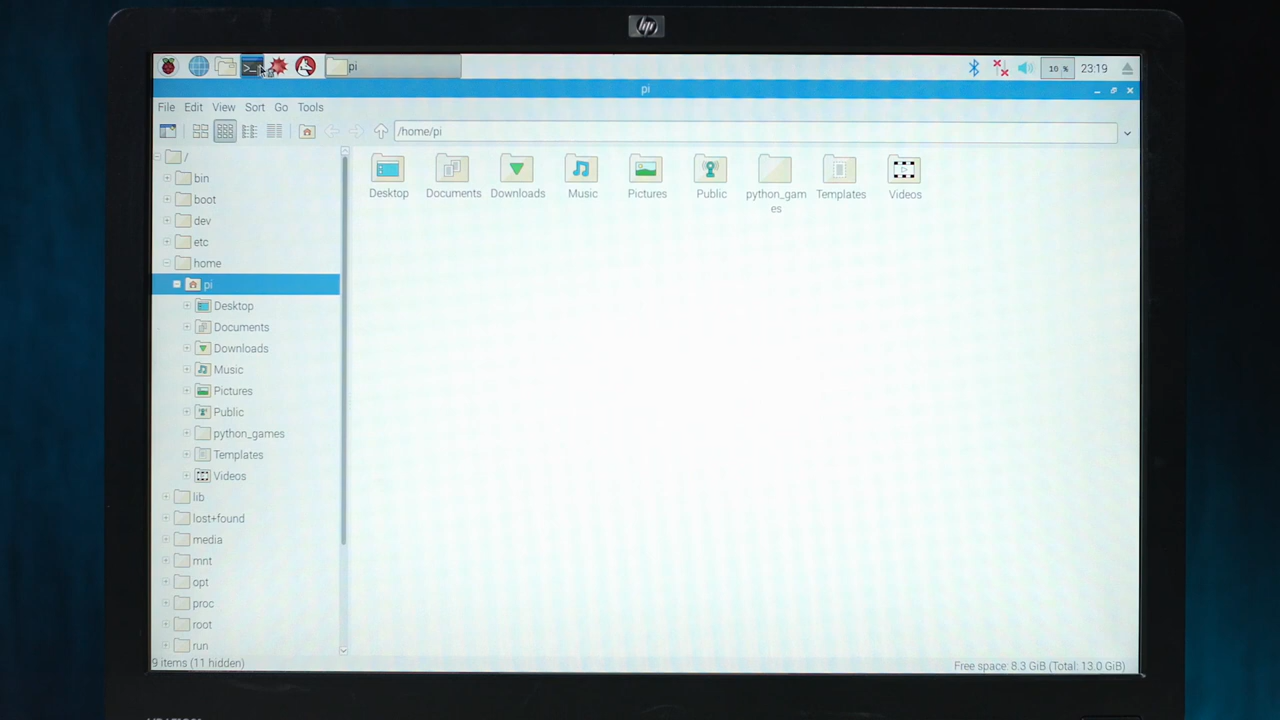 hp
pi
10 %
23:19
pi
File Edit View Sort Go Tools
/home/pi
/
bin
boot
dev
etc
home
pi
Desktop
Documents
Downloads
Music
Pictures
Public
python_games
Templates
Videos
lib
lost+found
media
mnt
opt
proc
root
run
Desktop
Documents
Downloads
Music
Pictures
Public
python_gam
es
Templates
Videos
9 items (11 hidden)
Free space: 8.3 GiB (Total: 13.0 GiB)